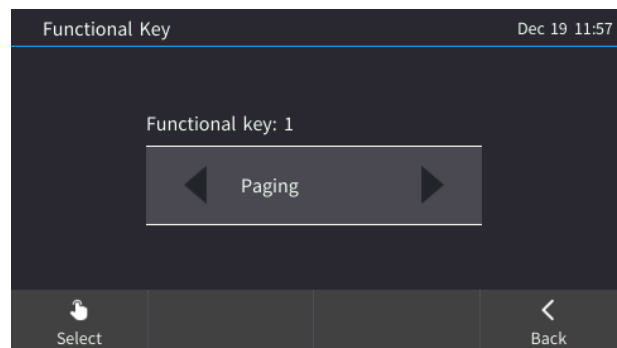 Functional Key Dec 19 11:57
Functional key: 1
Paging
Select Back